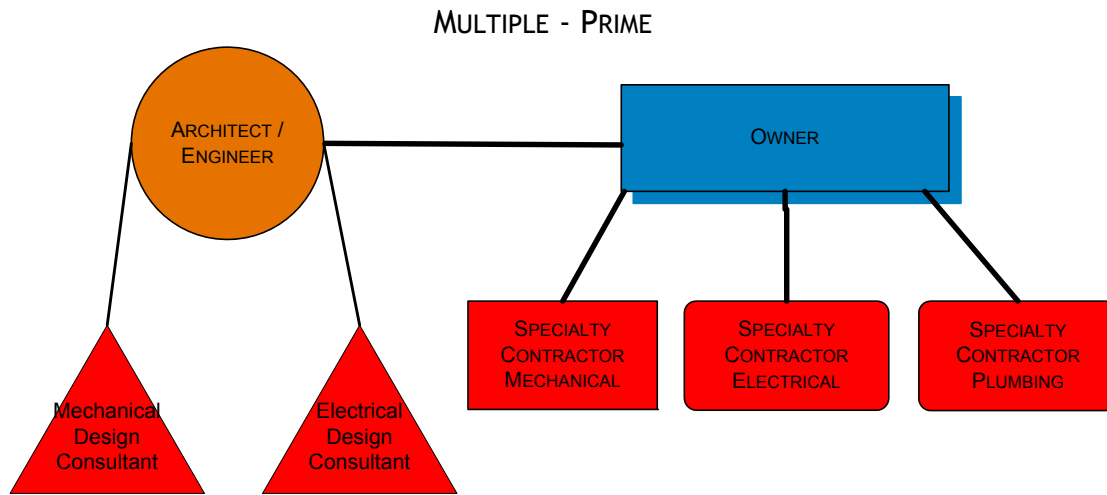 MULTIPLE - PRIME
ARCHITECT /
ENGINEER
OWNER
SPECIALTY
CONTRACTOR
MECHANICAL
SPECIALTY
CONTRACTOR
ELECTRICAL
SPECIALTY
CONTRACTOR
PLUMBING
Mechanical
Design
Consultant
Electrical
Design
Consultant